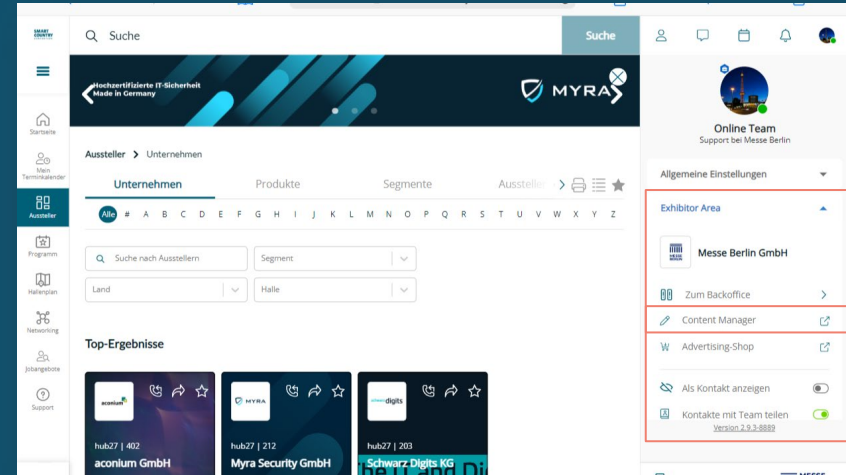 SMART COUNTRY
Suche
Suche
Hochzertifizierte IT-Sicherheit
Made in Germany
MYRA
Startseite
Mein
Terminkalender
Aussteller
Programm
Hallenplan
Networking
Jobangebote
Support
Aussteller > Unternehmen
Unternehmen Produkte Segmente Aussteller
Alle # A B C D E F G H I J K L M N O P Q R S T U V W X Y Z
Suche nach Ausstellern Segment
Land Halle
Top-Ergebnisse
aconium MYRA digits
hub27 | 402 hub27 | 212 hub27 | 203
aconium GmbH Myra Security GmbH Schwarz Digits KG
Online Team
Support bei Messe Berlin
Allgemeine Einstellungen
Exhibitor Area
Messe Berlin GmbH
Zum Backoffice
Content Manager
Advertising-Shop
Als Kontakt anzeigen
Kontakte mit Team teilen
Version 2.9.3-8889
MESSE